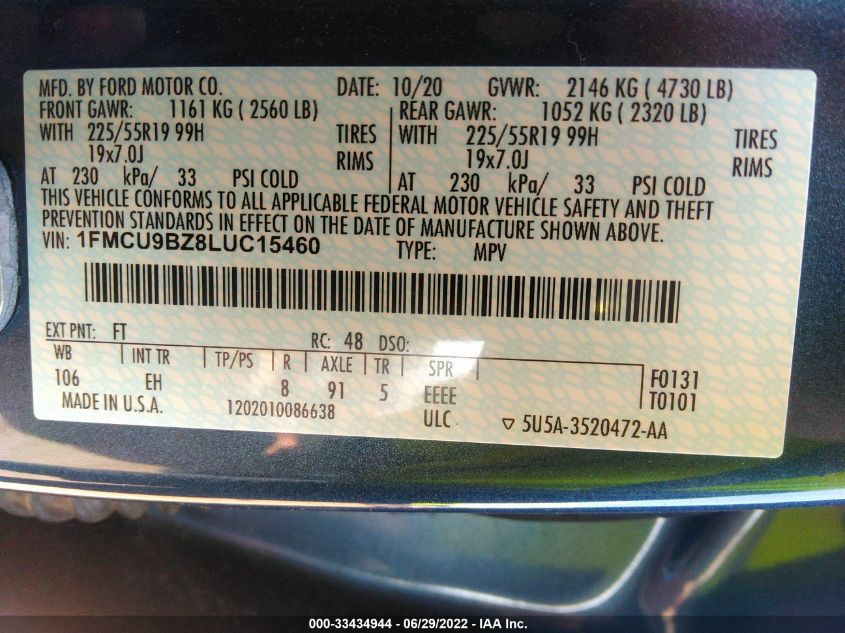 MFD. BY FORD MOTOR CO. DATE: 10/20 GVWR: 2146 KG ( 4730 LB)
FRONT GAWR: 1161 KG ( 2560 LB) REAR GAWR: 1052 KG ( 2320 LB)
WITH 225/55R19 99H TIRES WITH 225/55R19 99H TIRES
19x7.0J RIMS 19x7.0J RIMS
AT 230 kPa/ 33 PSI COLD AT 230 kPa/ 33 PSI COLD
THIS VEHICLE CONFORMS TO ALL APPLICABLE FEDERAL MOTOR VEHICLE SAFETY AND THEFT
PREVENTION STANDARDS IN EFFECT ON THE DATE OF MANUFACTURE SHOWN ABOVE.
VIN: 1FMCU9BZ8LUC15460 TYPE: MPV
EXT PNT: FT RC: 48 DSO:
WB INT TR TP/PS R AXLE TR SPR
106 EH 8 91 5 EEEE F0131
T0101
MADE IN U.S.A. 1202010086638 ULC ▽ 5U5A-3520472-AA
000-33434944 - 06/29/2022 - IAA Inc.